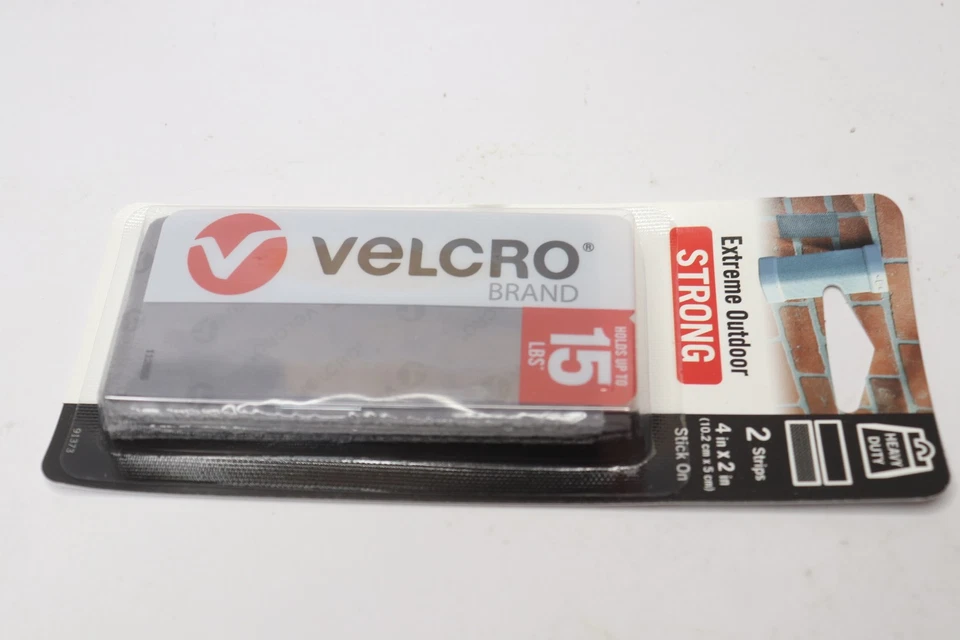 VELCRO®
BRAND
HOLDS UP TO
15*
LBS*
Extreme Outdoor
STRONG
HEAVY
DUTY
2 Strips
4 in x 2 in
(10.2 cm x 5 cm)
Stick On
91373